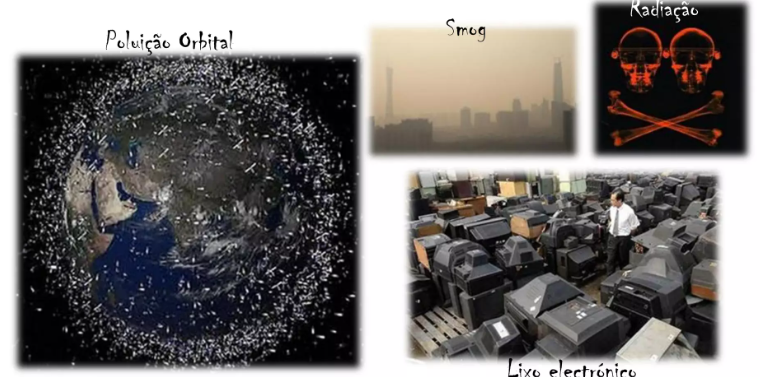 Poluição Orbital
Smog
Radiação
Lixo electrónico